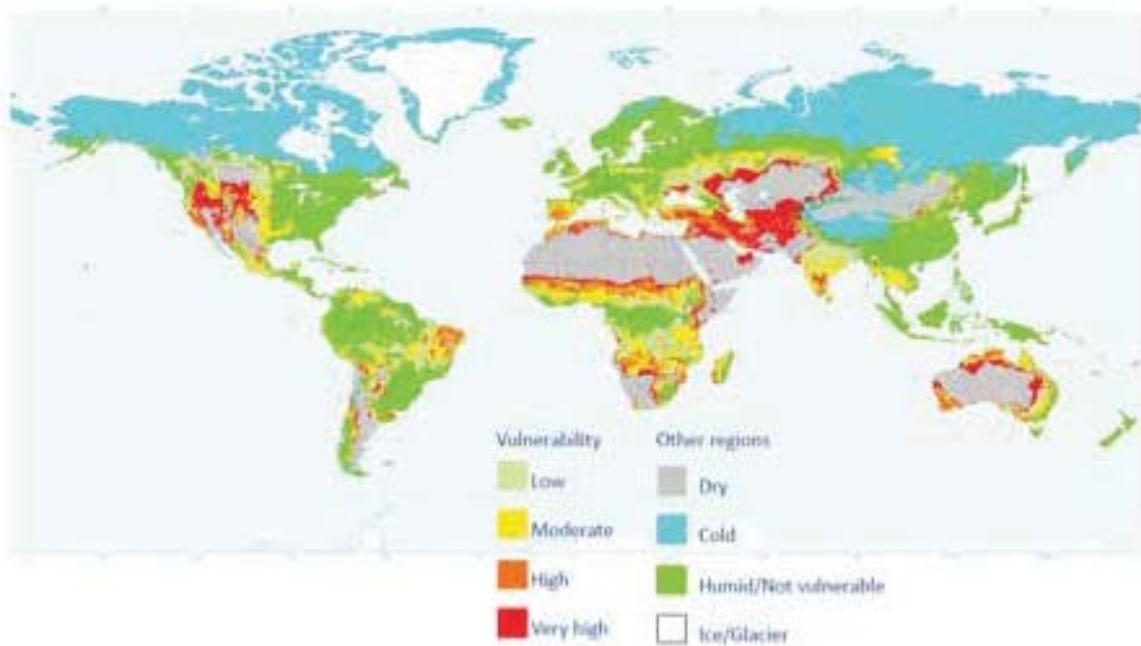 Vulnerability
Low
Moderate
High
Very high
Other regions
Dry
Cold
Humid/Not vulnerable
Ice/Glacier